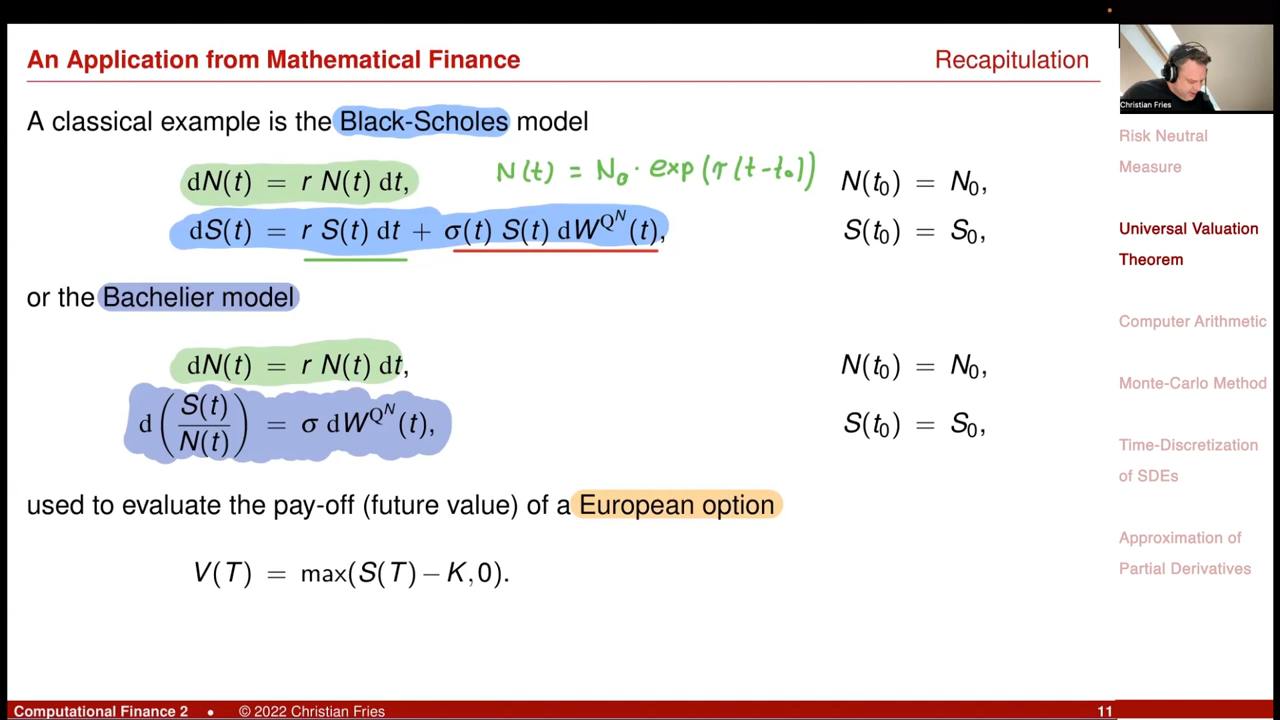 An Application from Mathematical Finance
Recapitulation
A classical example is the Black-Scholes model
dN(t) = r N(t) dt, N(t) = N₀ · exp(r(t−t₀)) N(t₀) = N₀,
dS(t) = r S(t) dt + σ(t) S(t) dW^{Q^N}(t), S(t₀) = S₀,
or the Bachelier model
dN(t) = r N(t) dt, N(t₀) = N₀,
d(S(t)/N(t)) = σ dW^{Q^N}(t), S(t₀) = S₀,
used to evaluate the pay-off (future value) of a European option
V(T) = max(S(T) − K, 0).
Christian Fries
Risk Neutral
Measure
Universal Valuation
Theorem
Computer Arithmetic
Monte-Carlo Method
Time-Discretization
of SDEs
Approximation of
Partial Derivatives
Computational Finance 2 • © 2022 Christian Fries
11